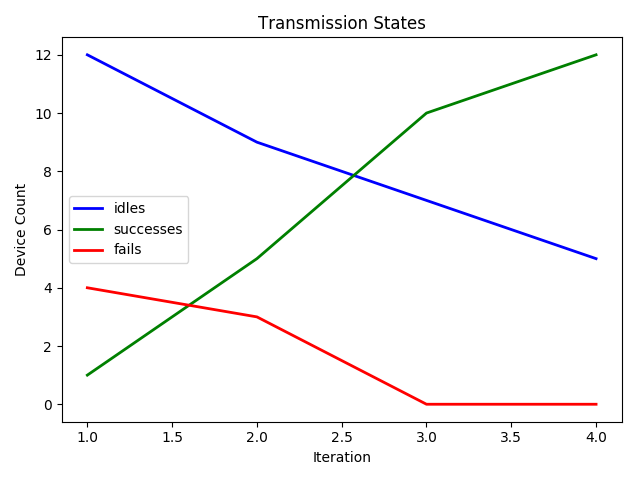 Transmission States
12
10
8
6
4
2
0
Device Count
idles
successes
fails
1.0 1.5 2.0 2.5 3.0 3.5 4.0
Iteration